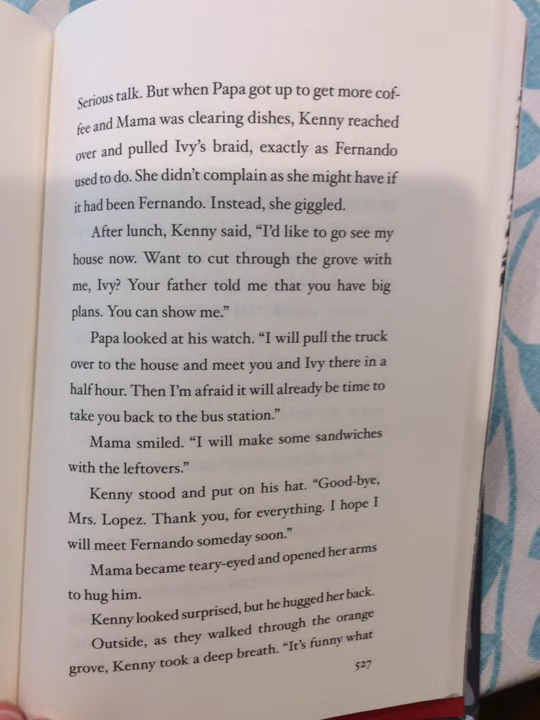 Serious talk. But when Papa got up to get more cof-
fee and Mama was clearing dishes, Kenny reached
over and pulled Ivy's braid, exactly as Fernando
used to do. She didn't complain as she might have if
it had been Fernando. Instead, she giggled.
After lunch, Kenny said, "I'd like to go see my
house now. Want to cut through the grove with
me, Ivy? Your father told me that you have big
plans. You can show me."
Papa looked at his watch. "I will pull the truck
over to the house and meet you and Ivy there in a
half hour. Then I'm afraid it will already be time to
take you back to the bus station."
Mama smiled. "I will make some sandwiches
with the leftovers."
Kenny stood and put on his hat. "Good-bye,
Mrs. Lopez. Thank you, for everything. I hope I
will meet Fernando someday soon."
Mama became teary-eyed and opened her arms
to hug him.
Kenny looked surprised, but he hugged her back.
Outside, as they walked through the orange
grove, Kenny took a deep breath. "It's funny what
527